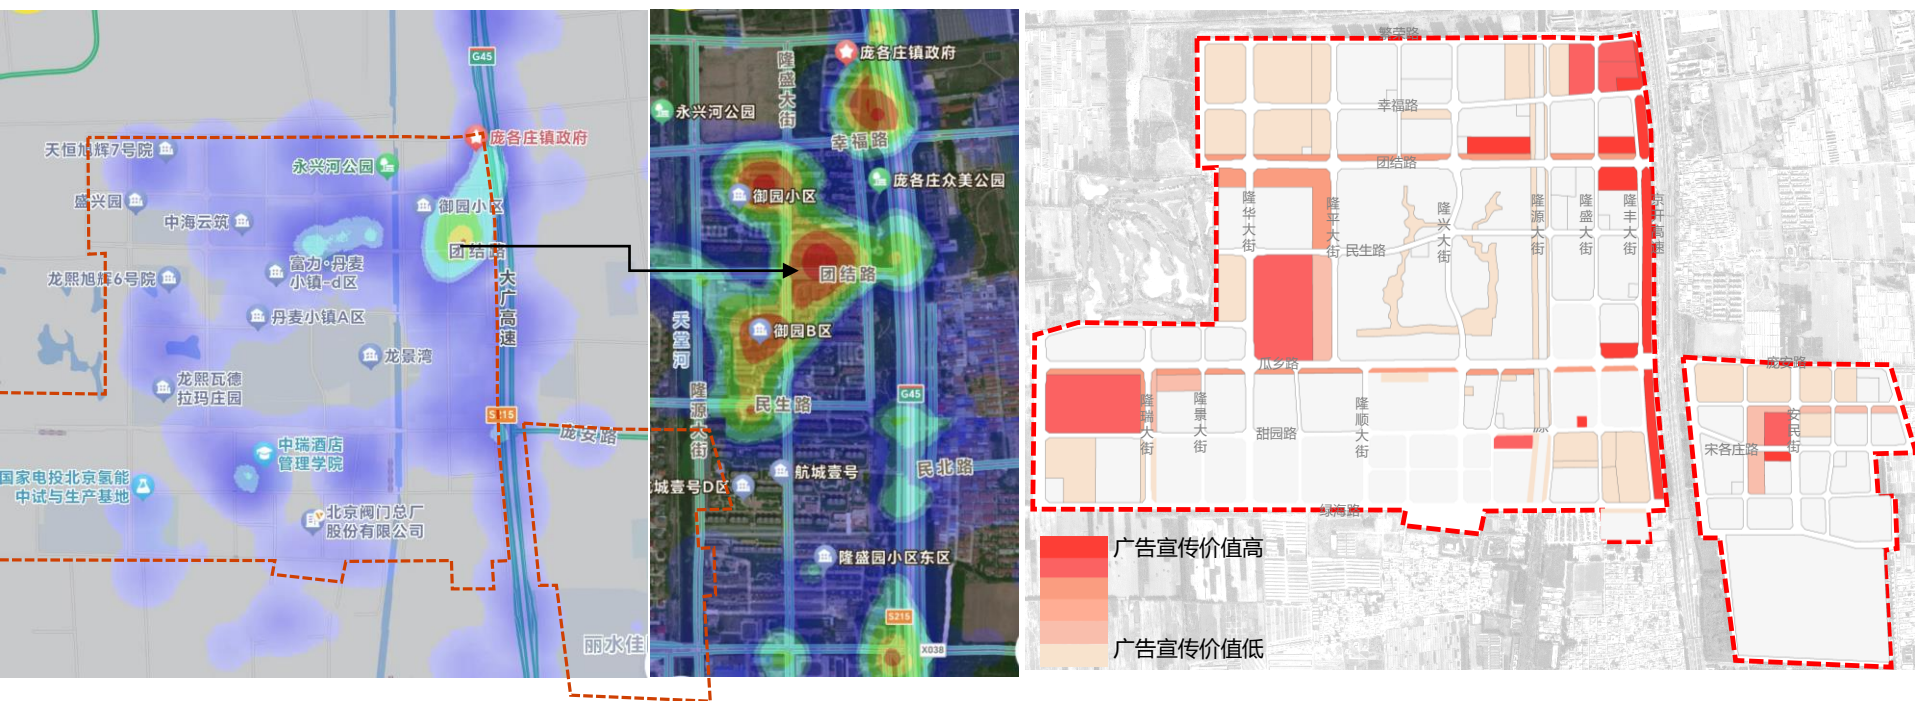 G45
天恒旭辉7号院
庞各庄镇政府
永兴河公园
盛兴园
御园小区
中海云筑
团结路
富力·丹麦
小镇-d区
龙熙旭辉6号院
大广高速
丹麦小镇A区
龙景湾
龙熙瓦德
拉玛庄园
S215
庞安路
中瑞酒店
管理学院
国家电投北京氢能
中试与生产基地
北京阀门总厂
股份有限公司
丽水佳
庞各庄镇政府
隆盛大街
永兴河公园
幸福路
庞各庄众美公园
御园小区
团结路
天堂河
御园B区
隆源大街
民生路
G45
航城壹号
民北路
城壹号D区
隆盛园小区东区
S215
X038
繁荣路
幸福路
团结路
隆华大街
隆平大街
隆兴大街
隆源大街
隆盛大街
隆丰大街
京开高速
民生路
瓜乡路
隆瑞大街
隆景大街
隆顺大街
甜园路
源
绿海路
庞安路
安民街
宋各庄路
广告宣传价值高
广告宣传价值低